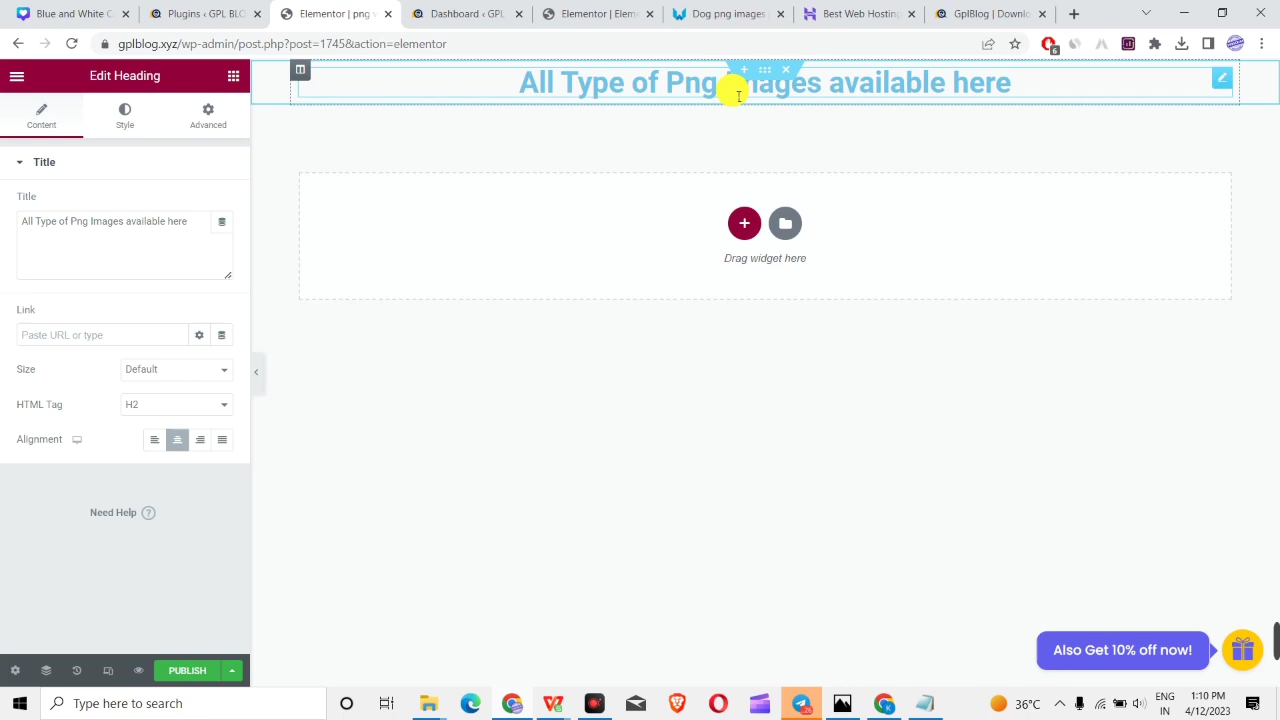 Blue and White Co
Plugins ‹ GPL BLO
Elementor | png v
Dashboard ‹ GPL
Elementor | Eleme
Dog png images |
Best Web Hosting
GplBlog | Downlo
gplblog.xyz/wp-admin/post.php?post=1745&action=elementor
6
Edit Heading
All Type of Png Images available here
Content
Style
Advanced
Title
Title
All Type of Png Images available here
Link
Paste URL or type
Size
Default
HTML Tag
H2
Alignment
Need Help ?
Drag widget here
Also Get 10% off now!
PUBLISH
Type here to search
36°C
ENG
IN
1:10 PM
4/12/2023